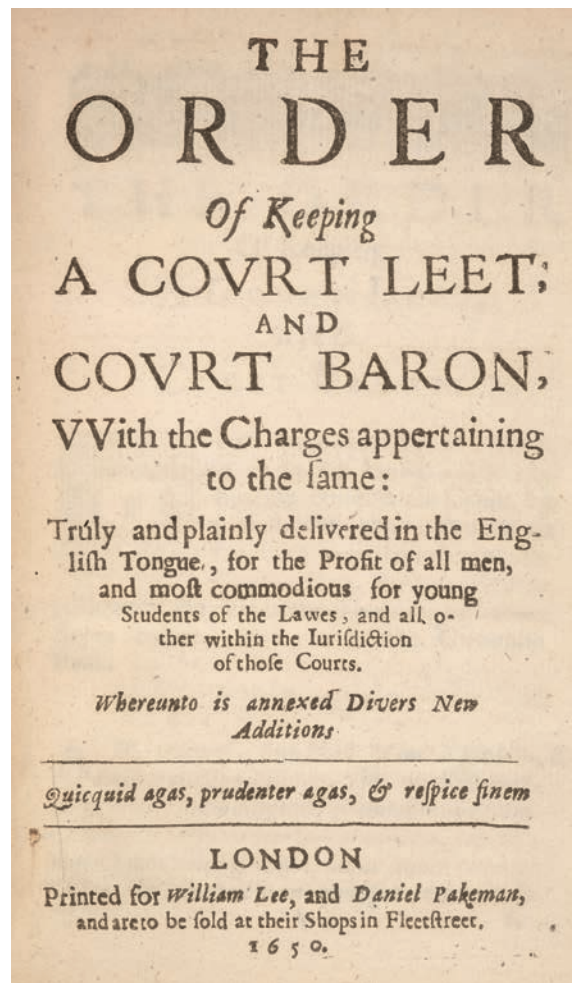 THE
ORDER
Of Keeping
A COVRT LEET;
AND
COVRT BARON,
VVith the Charges appertaining
to the ſame:
Trúly and plainly delivered in the Eng-
liſh Tongue, for the Profit of all men,
and moſt commodious for young
Students of the Lawes, and all o-
ther within the Iuriſdiction
of thoſe Courts.
Whereunto is annexed Divers New
Additions
Quicquid agas, prudenter agas, & reſpice finem
LONDON
Printed for William Lee, and Daniel Pakeman,
and are to be ſold at their Shops in Fleetſtreet.
1650.